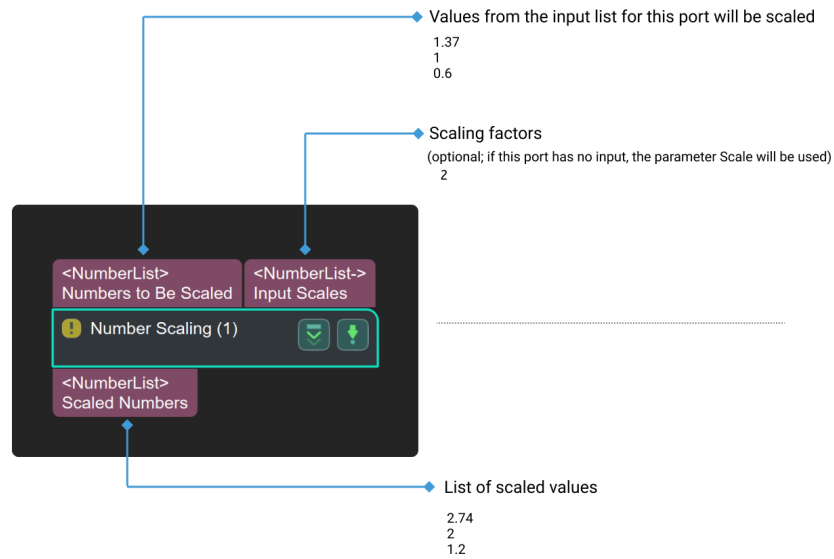 Values from the input list for this port will be scaled
1.37
1
0.6
Scaling factors
(optional; if this port has no input, the parameter Scale will be used)
2
<NumberList>
Numbers to Be Scaled
<NumberList->
Input Scales
! Number Scaling (1)
<NumberList>
Scaled Numbers
List of scaled values
2.74
2
1.2